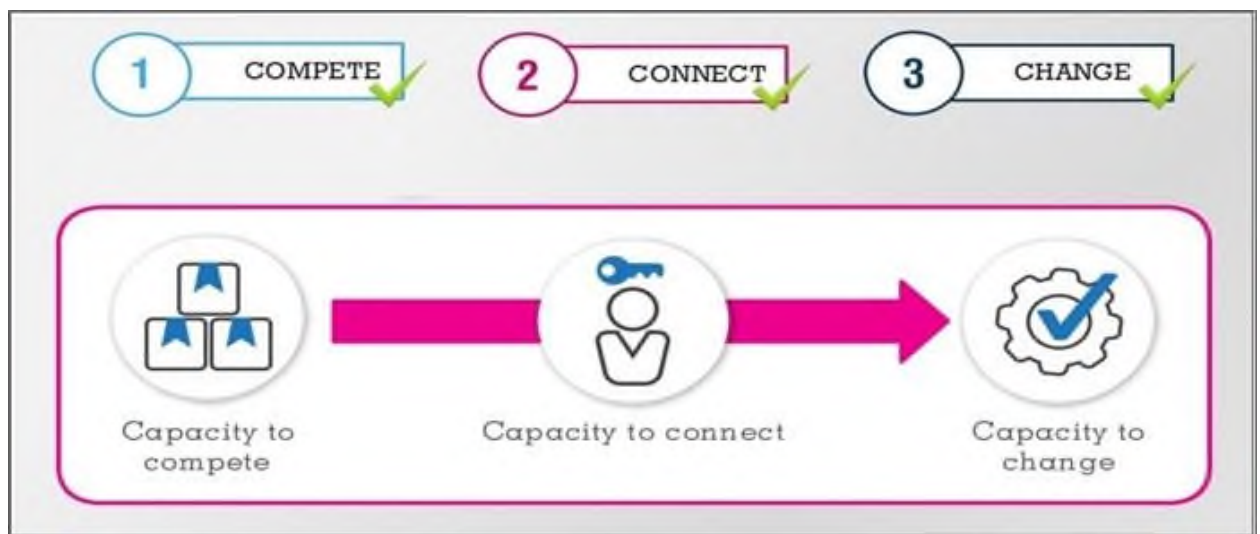 1 COMPETE
2 CONNECT
3 CHANGE
Capacity to
compete
Capacity to connect
Capacity to
change